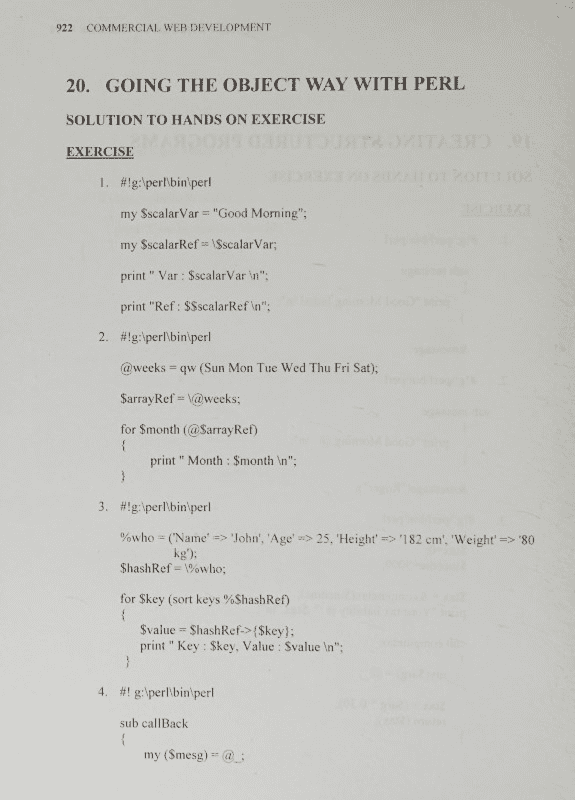 922 COMMERCIAL WEB DEVELOPMENT
20. GOING THE OBJECT WAY WITH PERL
SOLUTION TO HANDS ON EXERCISE
EXERCISE
1. #!g:\perl\bin\perl
my $scalarVar = "Good Morning";
my $scalarRef = \$scalarVar;
print " Var : $scalarVar \n";
print "Ref : $$scalarRef \n";
2. #!g:\perl\bin\perl
@weeks = qw (Sun Mon Tue Wed Thu Fri Sat);
$arrayRef = \@weeks;
for $month (@$arrayRef)
{
print " Month : $month \n";
}
3. #!g:\perl\bin\perl
%who = ('Name' => 'John', 'Age' => 25, 'Height' => '182 cm', 'Weight' => '80
kg');
$hashRef = \%who;
for $key (sort keys %$hashRef)
{
$value = $hashRef->{$key};
print " Key : $key, Value : $value \n";
}
4. #! g:\perl\bin\perl
sub callBack
{
my ($mesg) = @_;